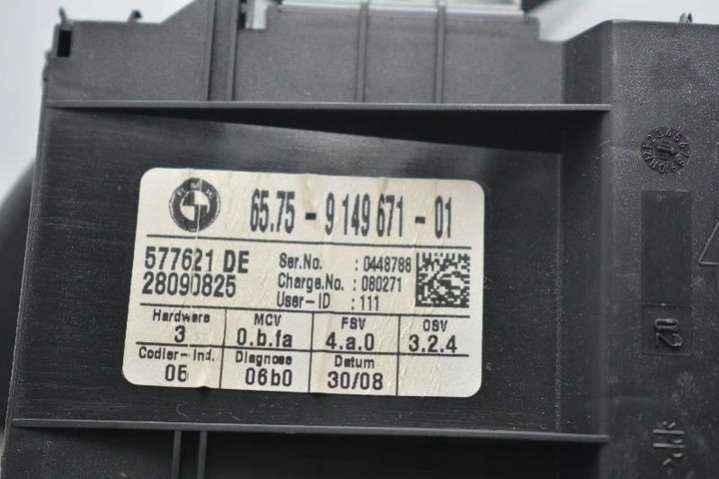 BMW
65.75 - 9 149 671 - 01
577621 DE
28090825
Ser.No. : 0448788
Charge.No. : 080271
User-ID : 111
Hardware MCV FSV OSV
3 0.b.fa 4.a.0 3.2.4
Codier-Ind. Diagnose Datum
06 06b0 30/08
02